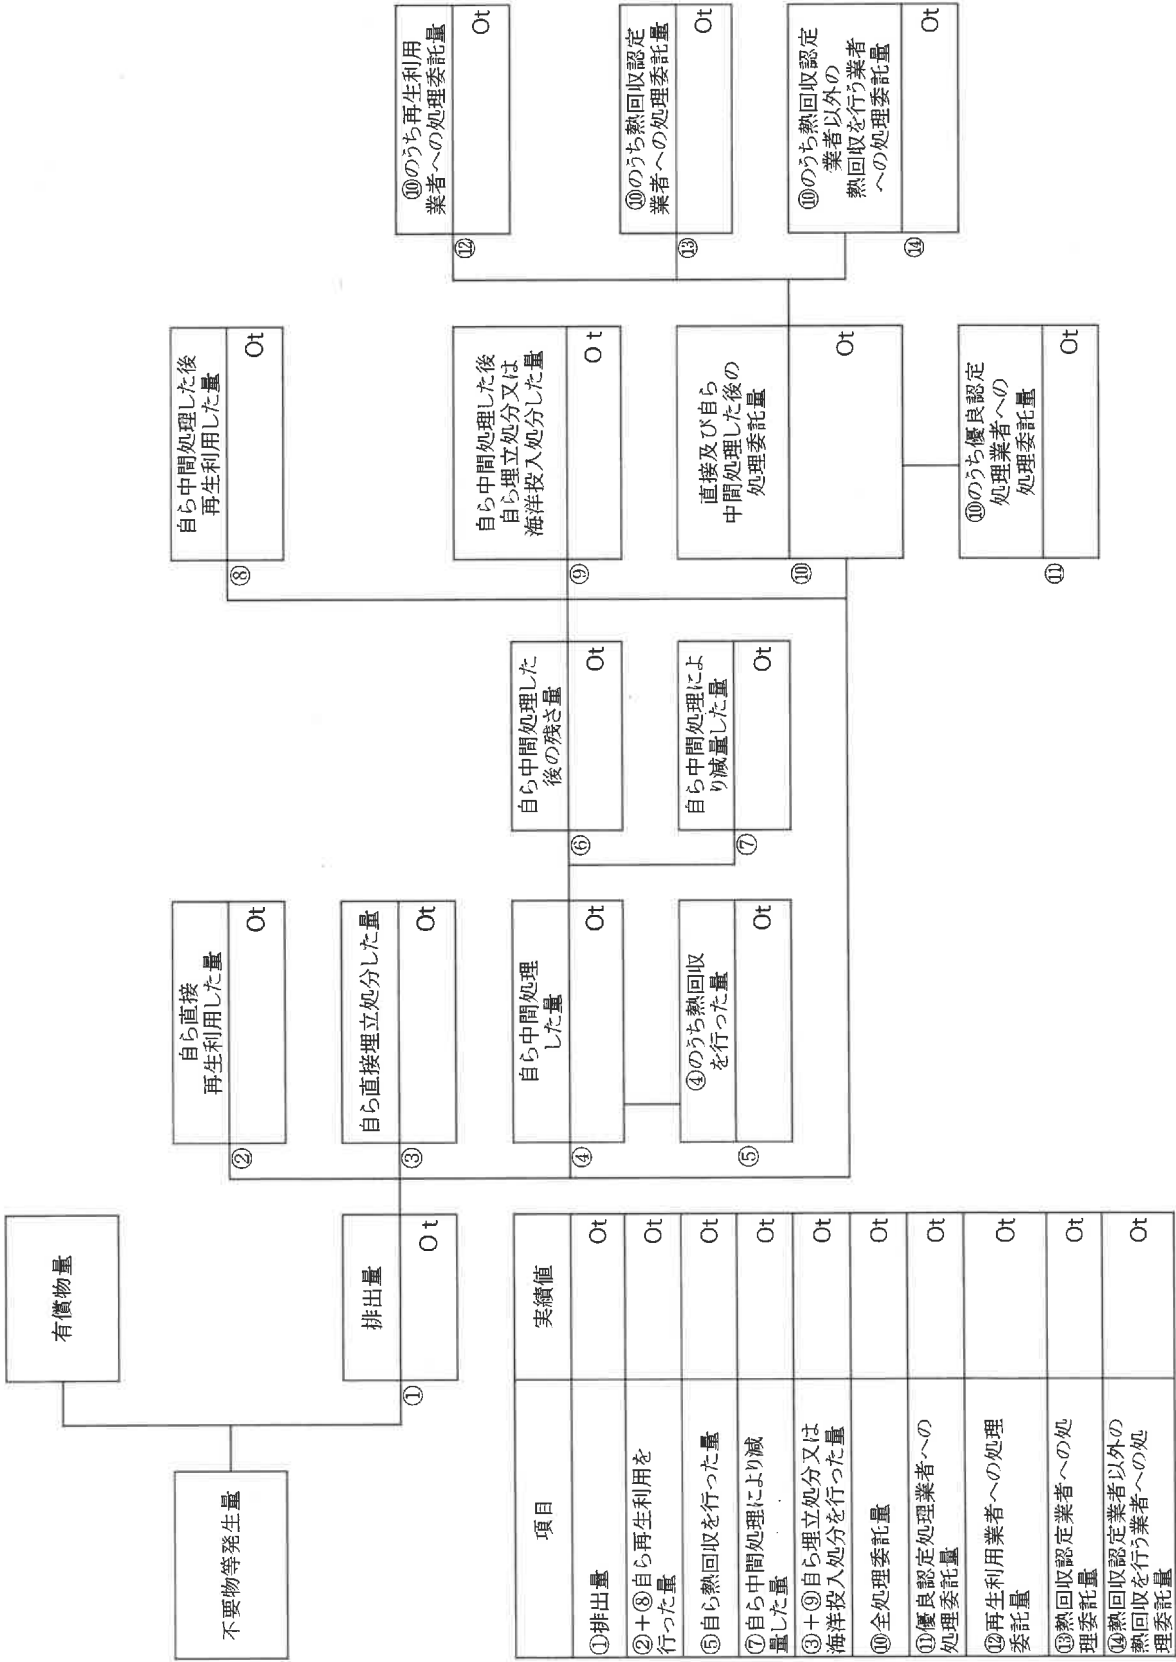 不要物等発生量
有償物量
排出量
①
0t
自ら直接
再生利用した量
②
0t
自ら直接埋立処分した量
③
0t
自ら中間処理
した量
④
0t
④のうち熱回収
を行った量
⑤
0t
自ら中間処理した
後の残さ量
⑥
0t
自ら中間処理によ
り減量した量
⑦
0t
自ら中間処理した後
再生利用した量
⑧
0t
自ら中間処理した後
自ら埋立処分又は
海洋投入処分した量
⑨
0t
直接及び自ら
中間処理した後の
処理委託量
⑩
0t
⑩のうち優良認定
処理業者への
処理委託量
⑪
0t
⑩のうち再生利用
業者への処理委託量
⑫
0t
⑩のうち熱回収認定
業者への処理委託量
⑬
0t
⑩のうち熱回収認定
業者以外の
熱回収を行う業者
への処理委託量
⑭
0t
項目 実績値
①排出量 0t
②+⑧自ら再生利用を
行った量 0t
⑤自ら熱回収を行った量 0t
⑦自ら中間処理により減
量した量 0t
③+⑨自ら埋立処分又は
海洋投入処分を行った量 0t
⑩全処理委託量 0t
⑪優良認定処理業者への
処理委託量 0t
⑫再生利用業者への処理
委託量 0t
⑬熱回収認定業者への処
理委託量 0t
⑭熱回収認定業者以外の
熱回収を行う業者への処
理委託量 0t